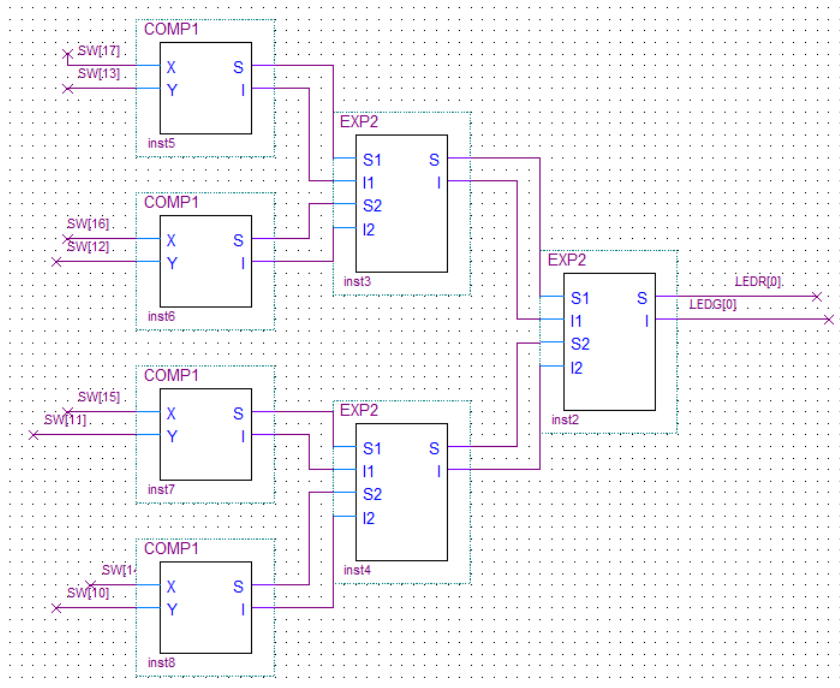 COMP1
SW[17]
SW[13]
X S
Y I
inst5
EXP2
S1 S
I1 I
S2
I2
inst3
COMP1
SW[16]
SW[12]
X S
Y I
inst6
EXP2
LEDR[0]
LEDG[0]
S1 S
I1 I
S2
I2
inst2
COMP1
SW[15]
SW[11]
X S
Y I
inst7
EXP2
S1 S
I1 I
S2
I2
inst4
COMP1
SW[1
SW[10]
X S
Y I
inst8